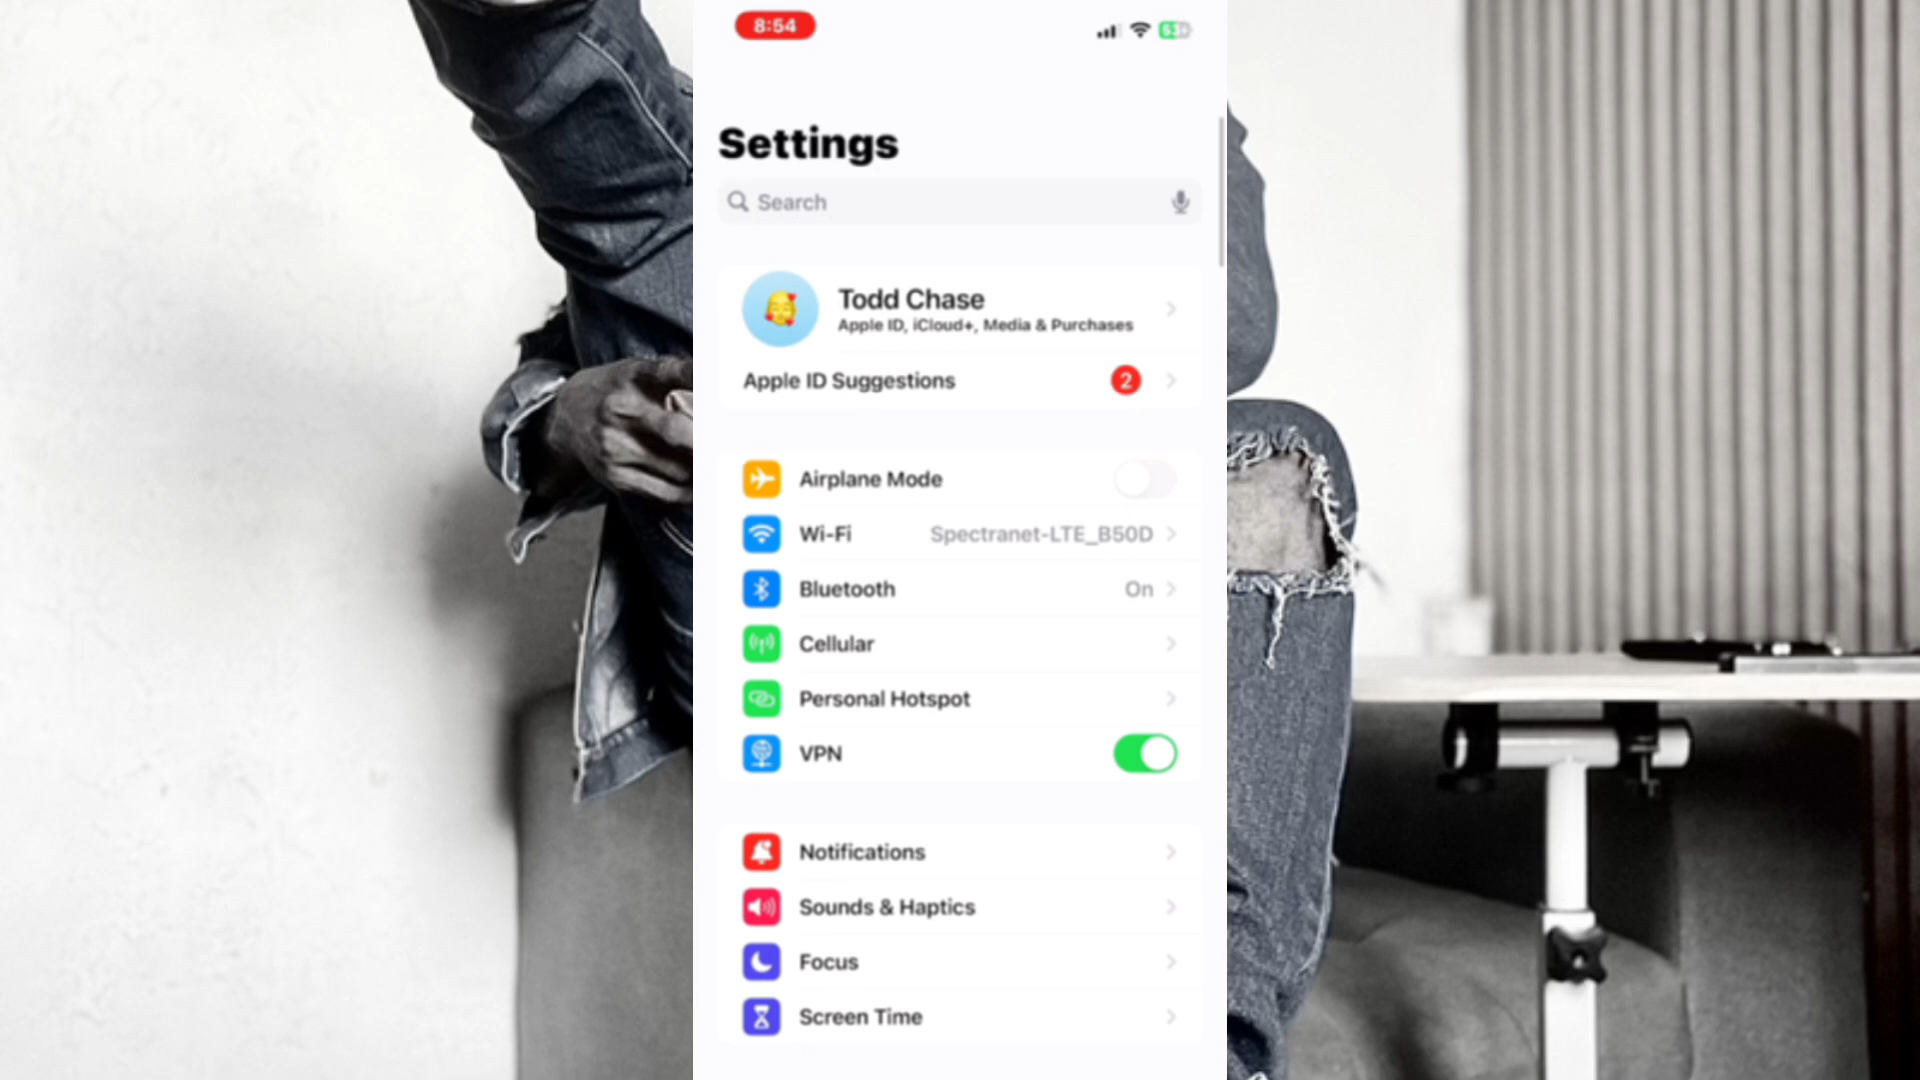 8:54
53
Settings
Search
Todd Chase
Apple ID, iCloud+, Media & Purchases
Apple ID Suggestions 2
Airplane Mode
Wi-Fi Spectranet-LTE_B50D
Bluetooth On
Cellular
Personal Hotspot
VPN
Notifications
Sounds & Haptics
Focus
Screen Time